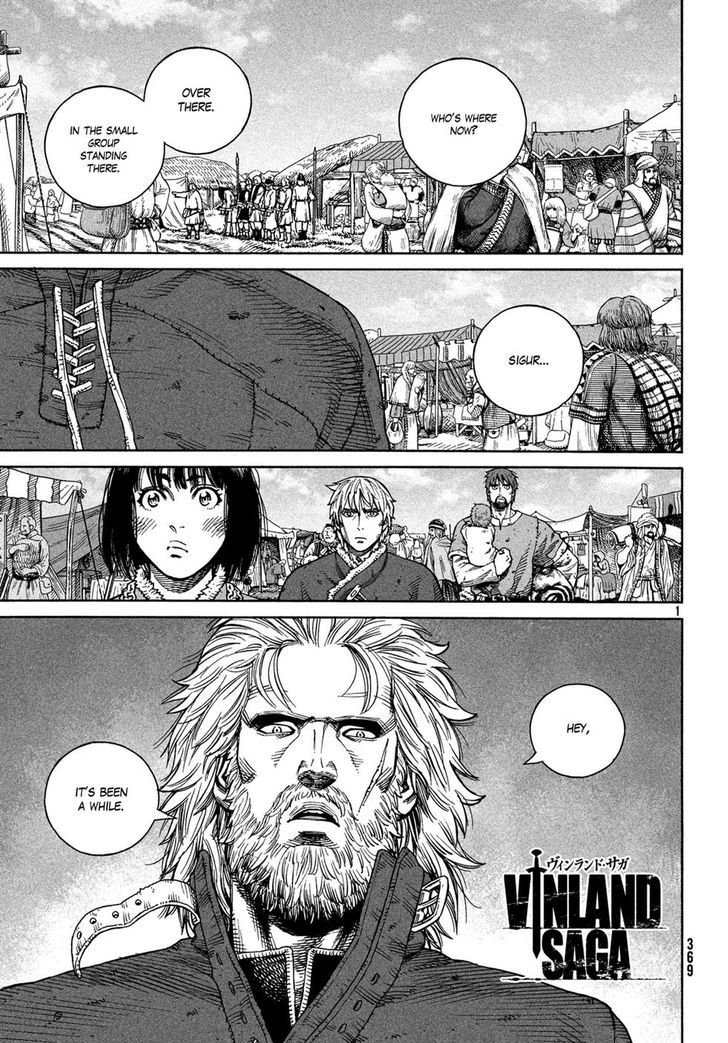 WHO'S WHERE
NOW?
OVER
THERE.
IN THE SMALL
GROUP
STANDING
THERE.
SIGUR...
1
HEY,
IT'S BEEN
A WHILE.
ヴィンランド・サガ
VINLAND
SAGA
369